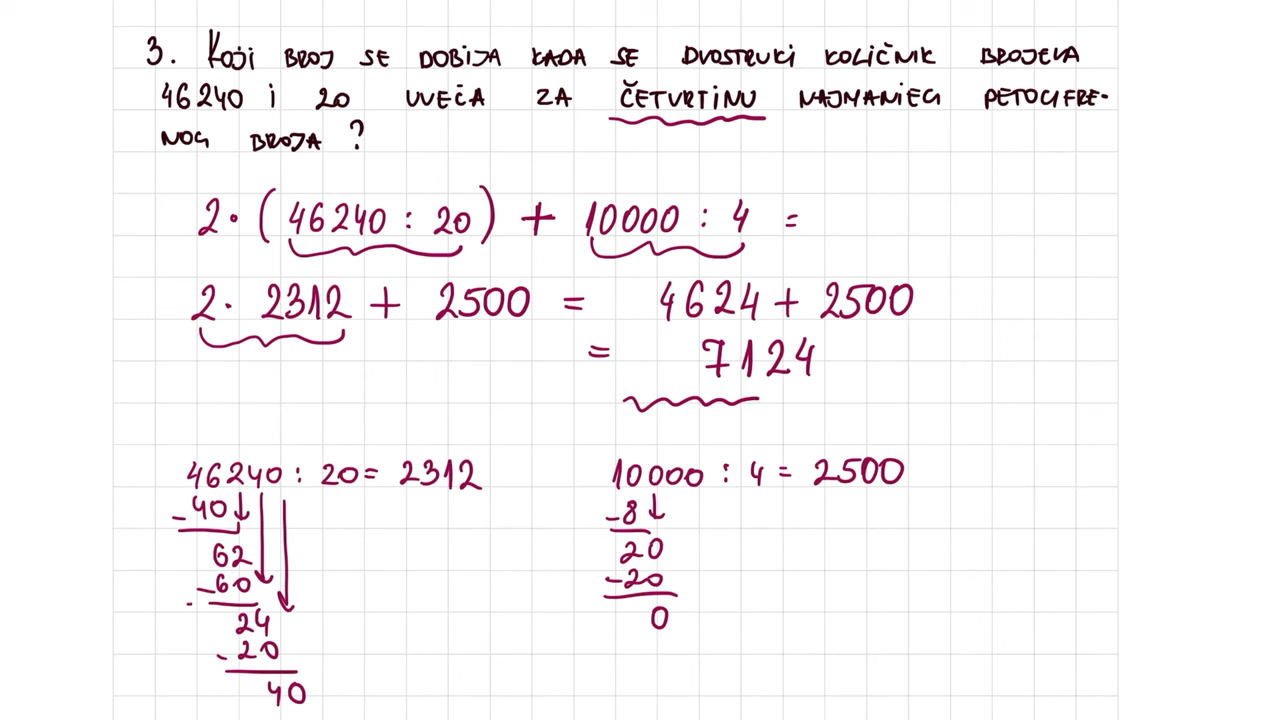 3. Koji BROJ SE DOBIJA KADA SE DVOSTRUKI KOLIČNIK BROJEVA
46240 i 20 UVEĆA ZA ČETVRTINU NAJMANJEG PETOCIFRE-
NOG BROJA ?
2 · (46240 : 20) + 10000 : 4 =
2 · 2312 + 2500 = 4624 + 2500
= 7124
46240 : 20 = 2312 10000 : 4 = 2500
-40 -8
62 20
-60 -20
24 0
-20
40